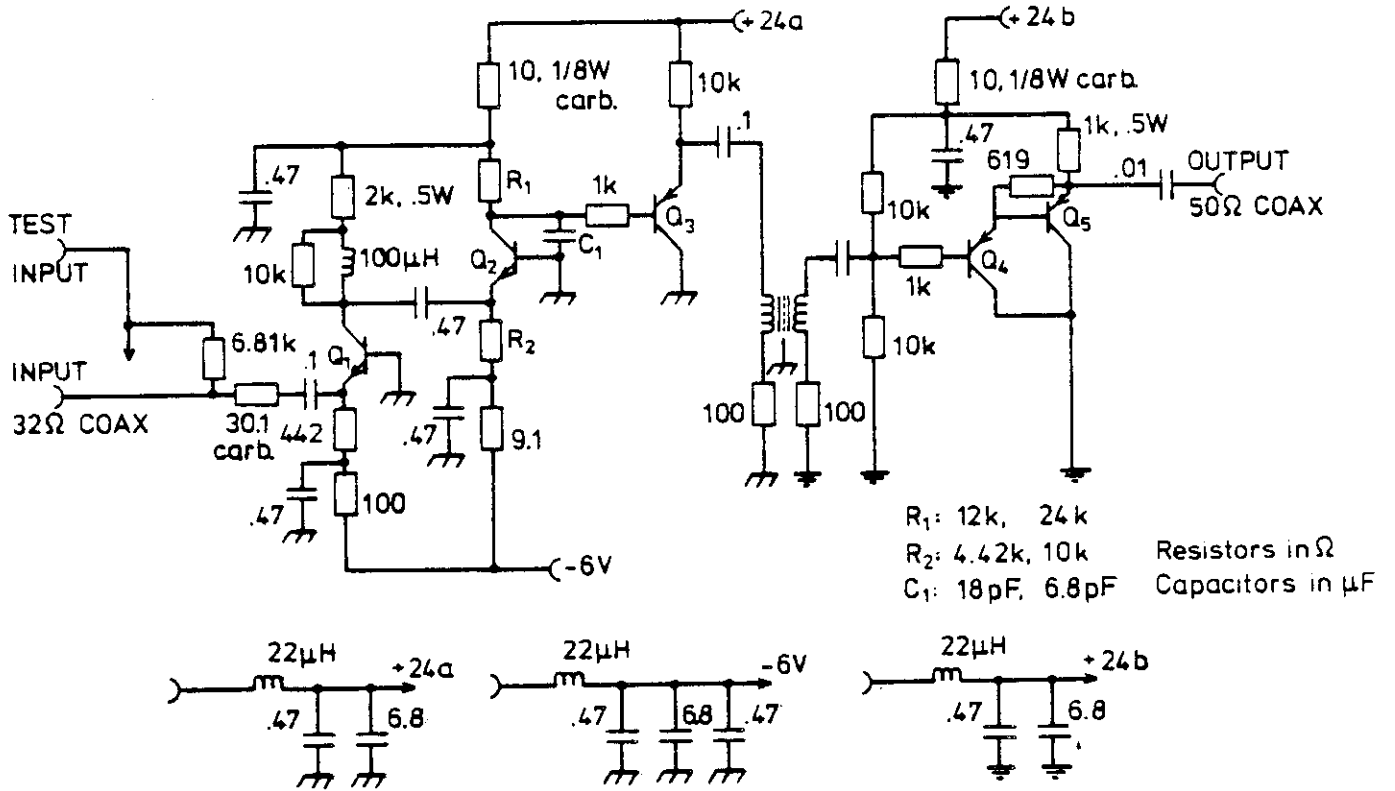 +24a
+24b
10, 1/8W
carb.
10k
10, 1/8W carb.
.1
.47
1k, .5W
.47
2k, .5W
R₁
1k
619
.01
OUTPUT
50Ω COAX
Q₃
10k
Q₅
TEST
INPUT
10k
100μH
Q₂
C₁
Q₄
1k
.47
6.81k
R₂
10k
Q₁
INPUT
32Ω COAX
.1
30.1
carb.
442
.47
9.1
100
100
.47
100
-6V
R₁: 12k, 24k
R₂: 4.42k, 10k
C₁: 18pF, 6.8pF
Resistors in Ω
Capacitors in μF
22μH
+24a
.47
6.8
22μH
-6V
.47
6.8
.47
22μH
+24b
.47
6.8